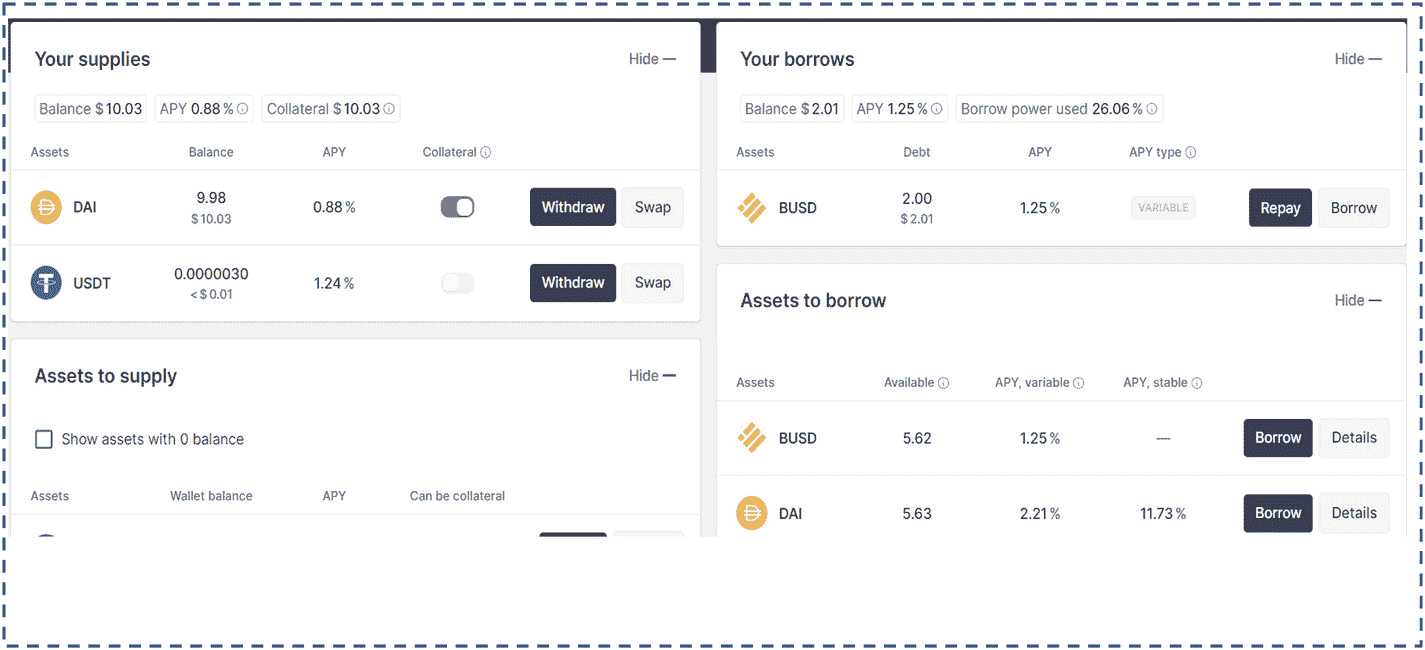 Your supplies
Hide —
Balance $ 10.03 APY 0.88 % Collateral $ 10.03
Assets Balance APY Collateral
DAI 9.98 0.88 % Withdraw Swap
$ 10.03
USDT 0.0000030 1.24 % Withdraw Swap
< $ 0.01
Assets to supply
Hide —
Show assets with 0 balance
Assets Wallet balance APY Can be collateral
Your borrows
Hide —
Balance $ 2.01 APY 1.25 % Borrow power used 26.06 %
Assets Debt APY APY type
BUSD 2.00 1.25 % VARIABLE Repay Borrow
$ 2.01
Assets to borrow
Hide —
Assets Available APY, variable APY, stable
BUSD 5.62 1.25 % — Borrow Details
DAI 5.63 2.21 % 11.73 % Borrow Details